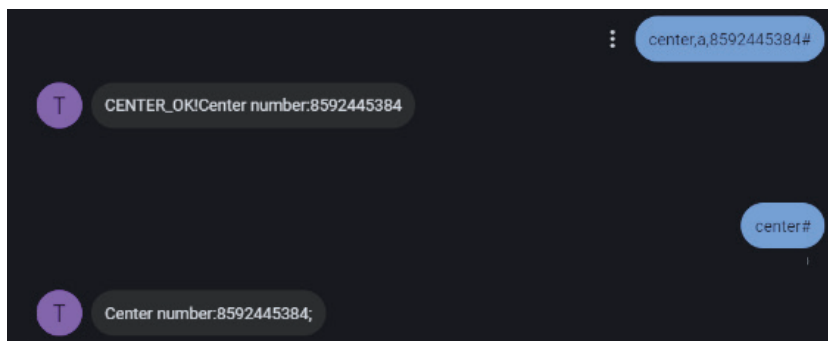 center,a,8592445384#
T
CENTER_OK!Center number:8592445384
center#
T
Center number:8592445384;